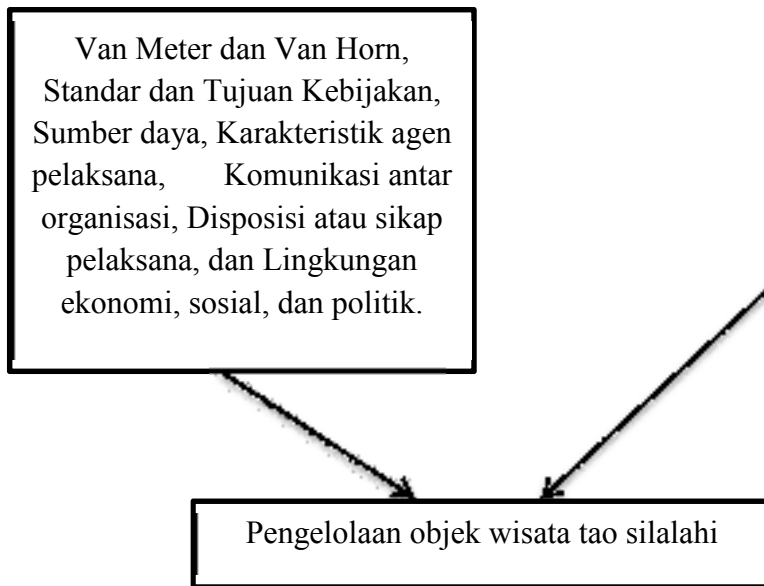 Van Meter dan Van Horn,
Standar dan Tujuan Kebijakan,
Sumber daya, Karakteristik agen
pelaksana, Komunikasi antar
organisasi, Disposisi atau sikap
pelaksana, dan Lingkungan
ekonomi, sosial, dan politik.
Pengelolaan objek wisata tao silalahi